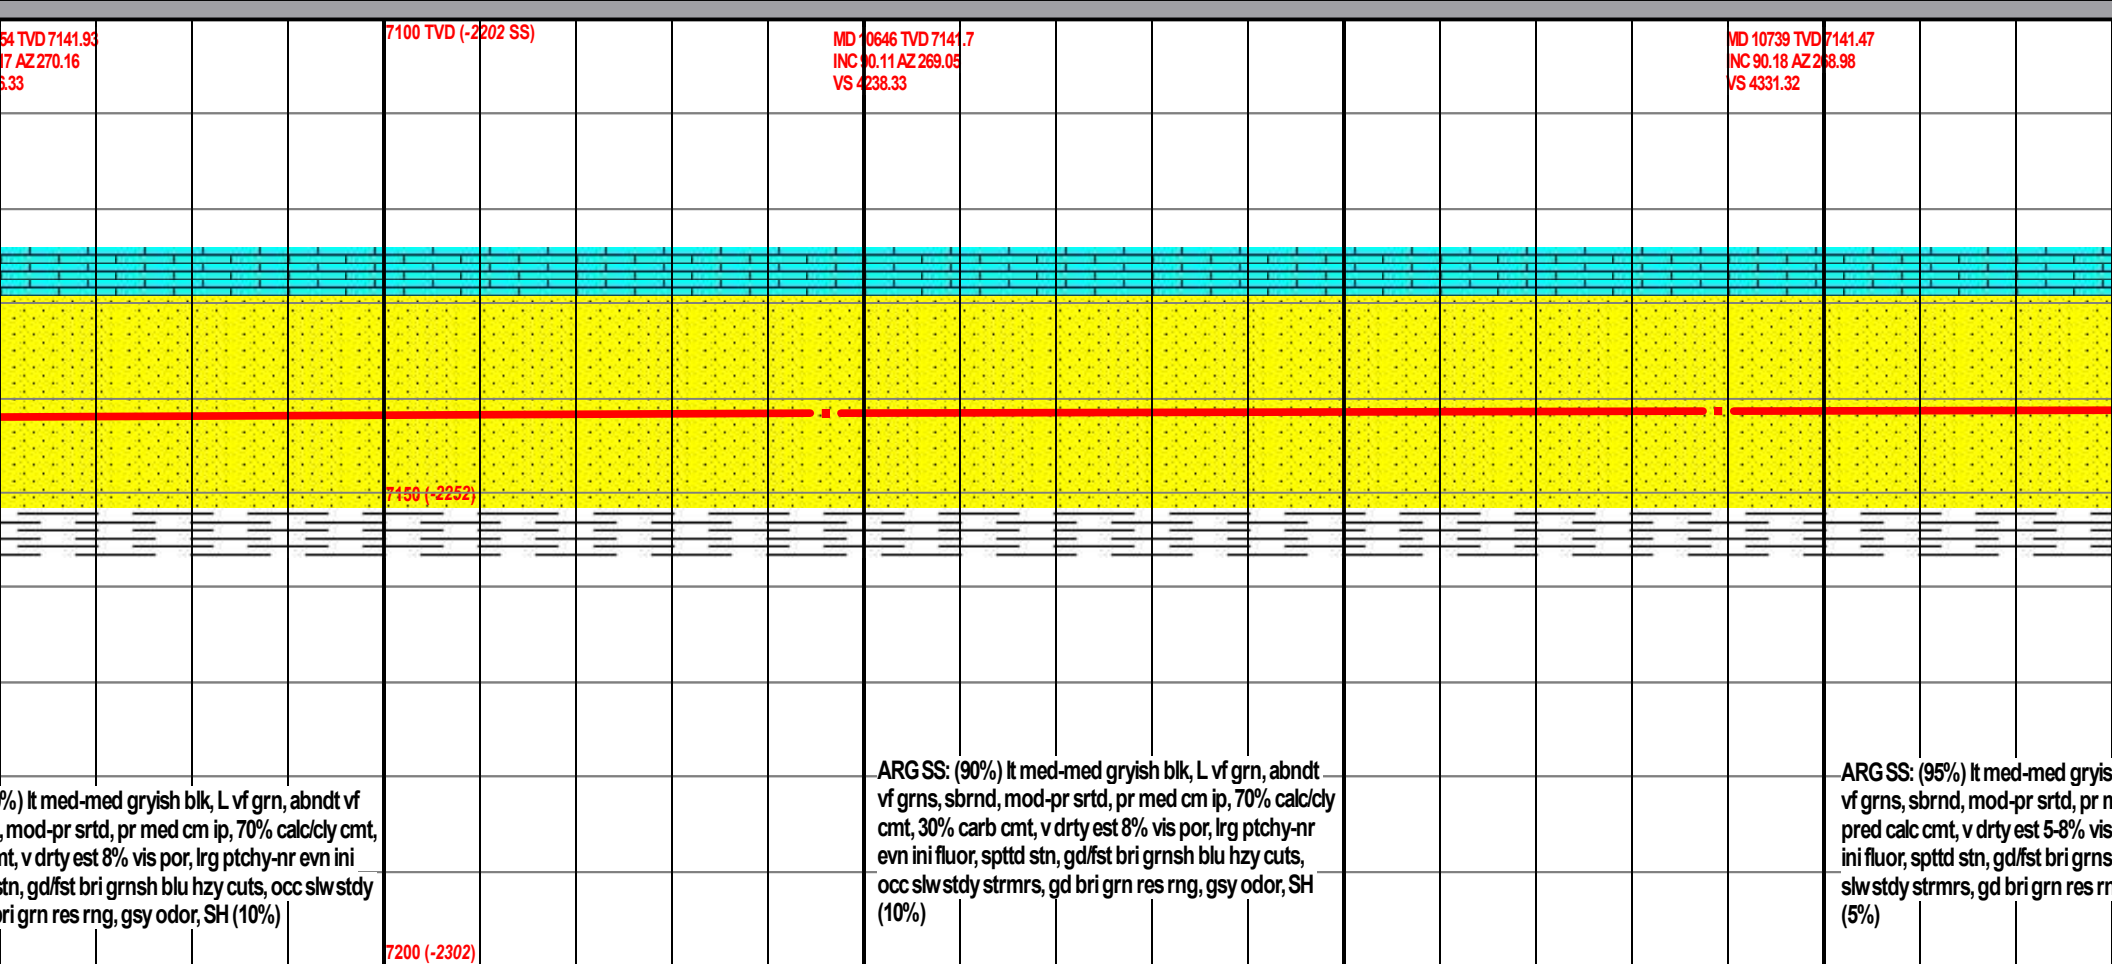 54 TVD 7141.93
17 AZ 270.16
6.33
7100 TVD (-2202 SS)
MD 10646 TVD 7141.7
INC 90.11 AZ 269.05
VS 4238.33
MD 10739 TVD 7141.47
INC 90.18 AZ 268.98
VS 4331.32
7150 (-2252)
%) lt med-med gryish blk, L vf grn, abndt vf
, mod-pr srtd, pr med cm ip, 70% calc/cly cmt,
nt, v drty est 8% vis por, lrg ptchy-nr evn ini
stn, gd/fst bri grnsh blu hzy cuts, occ slw stdy
ri grn res rng, gsy odor, SH (10%)
ARG SS: (90%) lt med-med gryish blk, L vf grn, abndt
vf grns, sbrnd, mod-pr srtd, pr med cm ip, 70% calc/cly
cmt, 30% carb cmt, v drty est 8% vis por, lrg ptchy-nr
evn ini fluor, spttd stn, gd/fst bri grnsh blu hzy cuts,
occ slw stdy strmrs, gd bri grn res rng, gsy odor, SH
(10%)
ARG SS: (95%) lt med-med gryis
vf grns, sbrnd, mod-pr srtd, pr m
pred calc cmt, v drty est 5-8% vis
ini fluor, spttd stn, gd/fst bri grns
slw stdy strmrs, gd bri grn res rn
(5%)
7200 (-2302)